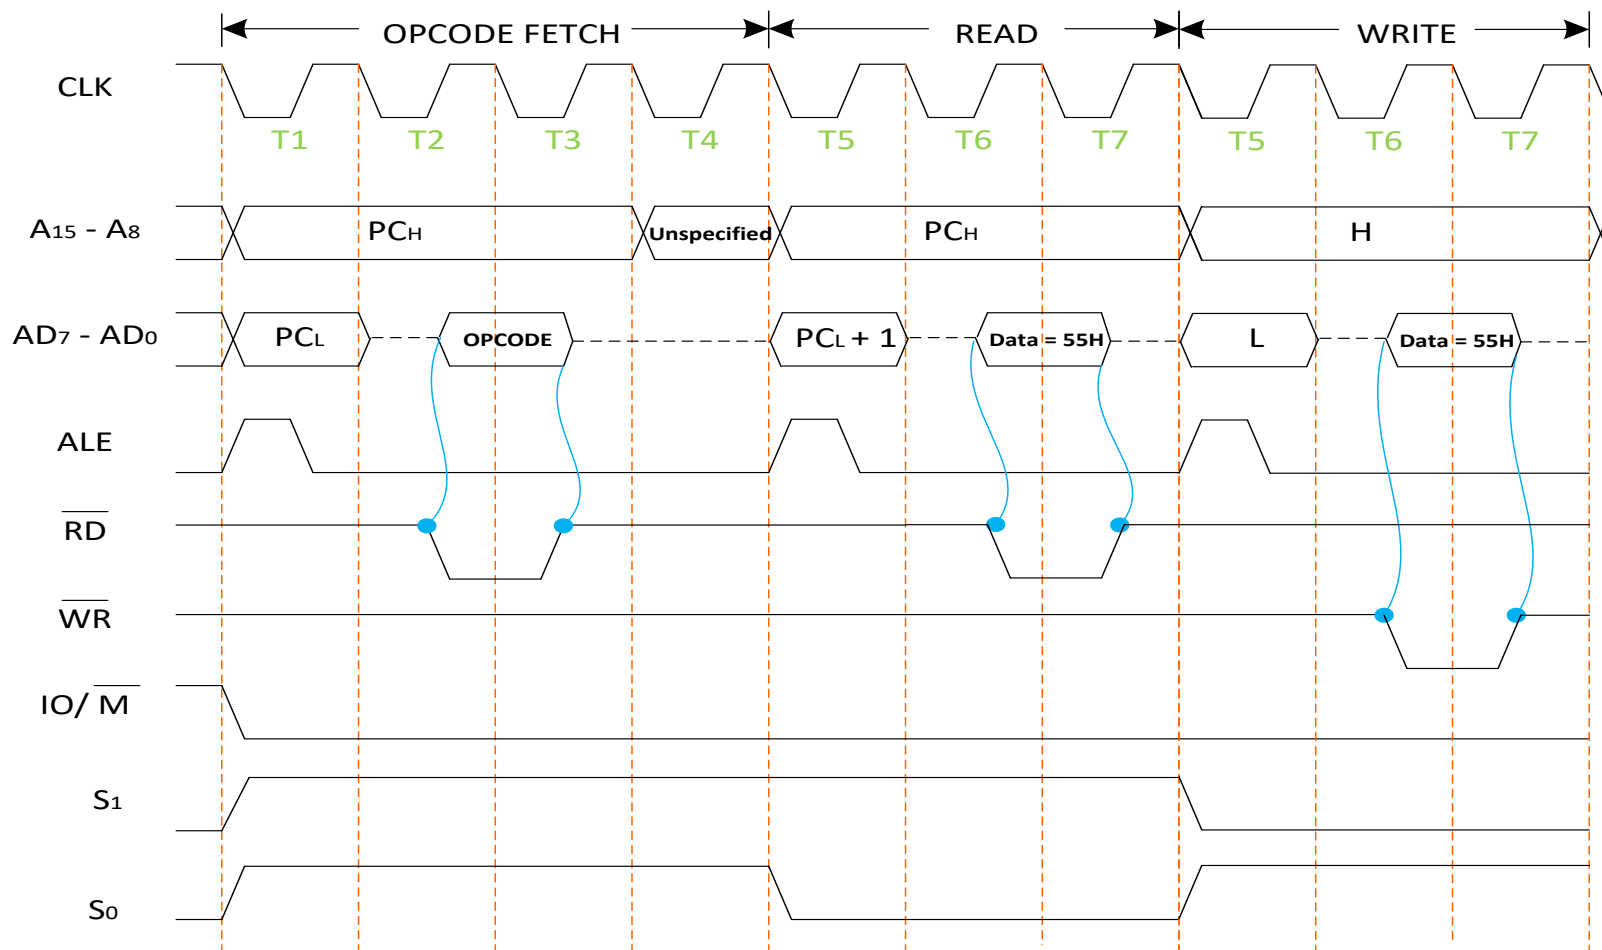 OPCODE FETCH READ WRITE
CLK
T1 T2 T3 T4 T5 T6 T7 T5 T6 T7
A15 - A8 PCH Unspecified PCH H
AD7 - AD0 PCL OPCODE PCL + 1 Data = 55H L Data = 55H
ALE
RD
WR
IO/ M
S1
S0